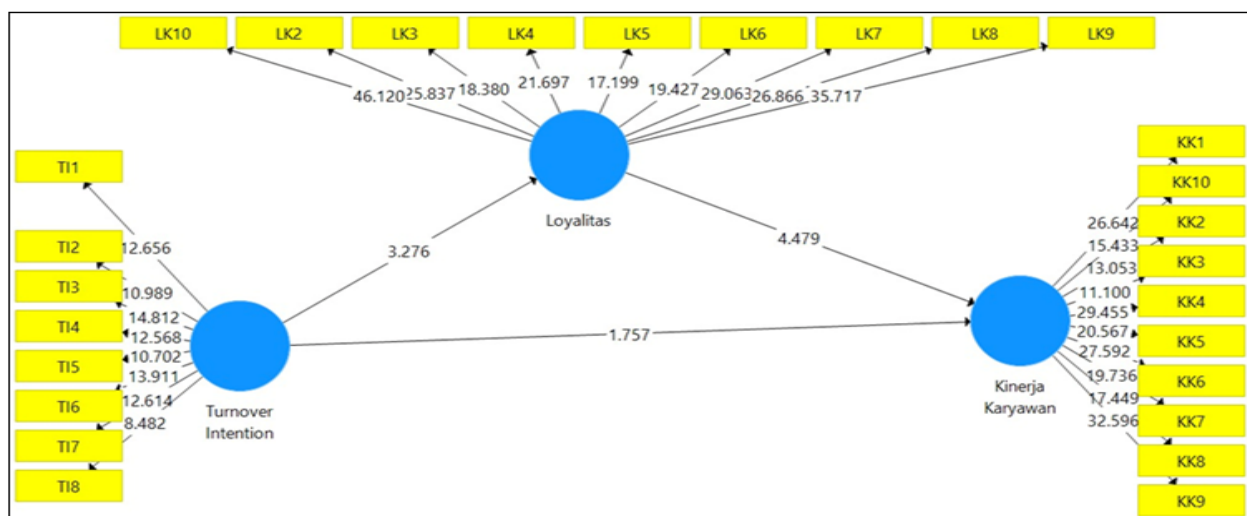 LK10 LK2 LK3 LK4 LK5 LK6 LK7 LK8 LK9
46.120 25.837 18.380 21.697 17.199 19.427 29.063 26.866 35.717
Loyalitas
TI1
TI2
TI3
TI4
TI5
TI6
TI7
TI8
12.656
10.989
14.812
12.568
10.702
13.911
12.614
8.482
Turnover
Intention
3.276
4.479
1.757
Kinerja
Karyawan
26.642
15.433
13.053
11.100
29.455
20.567
27.592
19.736
17.449
32.596
KK1
KK10
KK2
KK3
KK4
KK5
KK6
KK7
KK8
KK9